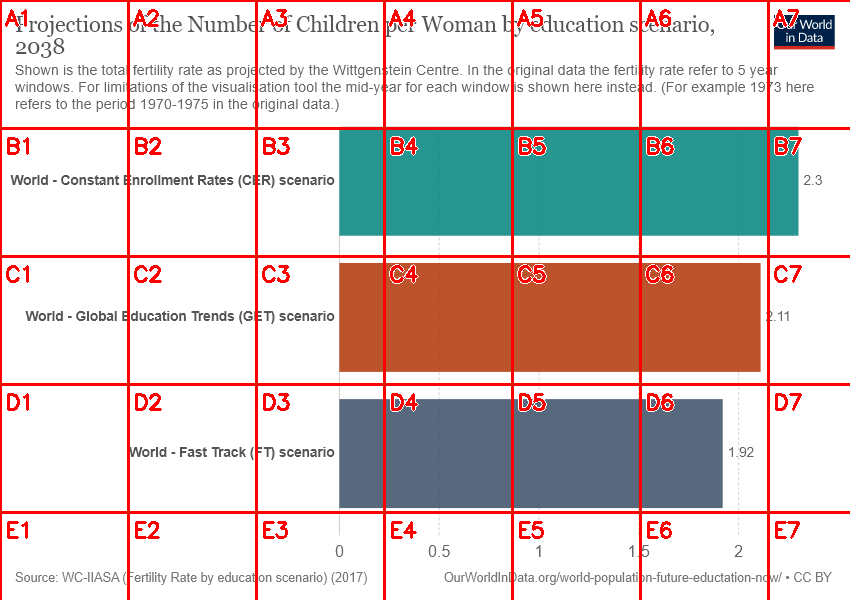 Projections of the Number of Children per Woman by education scenario,
2038
Our World
in Data
Shown is the total fertility rate as projected by the Wittgenstein Centre. In the original data the fertility rate refer to 5 year
windows. For limitations of the visualisation tool the mid-year for each window is shown here instead. (For example 1973 here
refers to the period 1970-1975 in the original data.)
A1 A2 A3 A4 A5 A6 A7
B1 B2 B3 B4 B5 B6 B7
World - Constant Enrollment Rates (CER) scenario 2.3
C1 C2 C3 C4 C5 C6 C7
World - Global Education Trends (GET) scenario 2.11
D1 D2 D3 D4 D5 D6 D7
World - Fast Track (FT) scenario 1.92
E1 E2 E3 E4 E5 E6 E7
0 0.5 1 1.5 2
Source: WC-IIASA (Fertility Rate by education scenario) (2017) OurWorldInData.org/world-population-future-eductation-now/ • CC BY